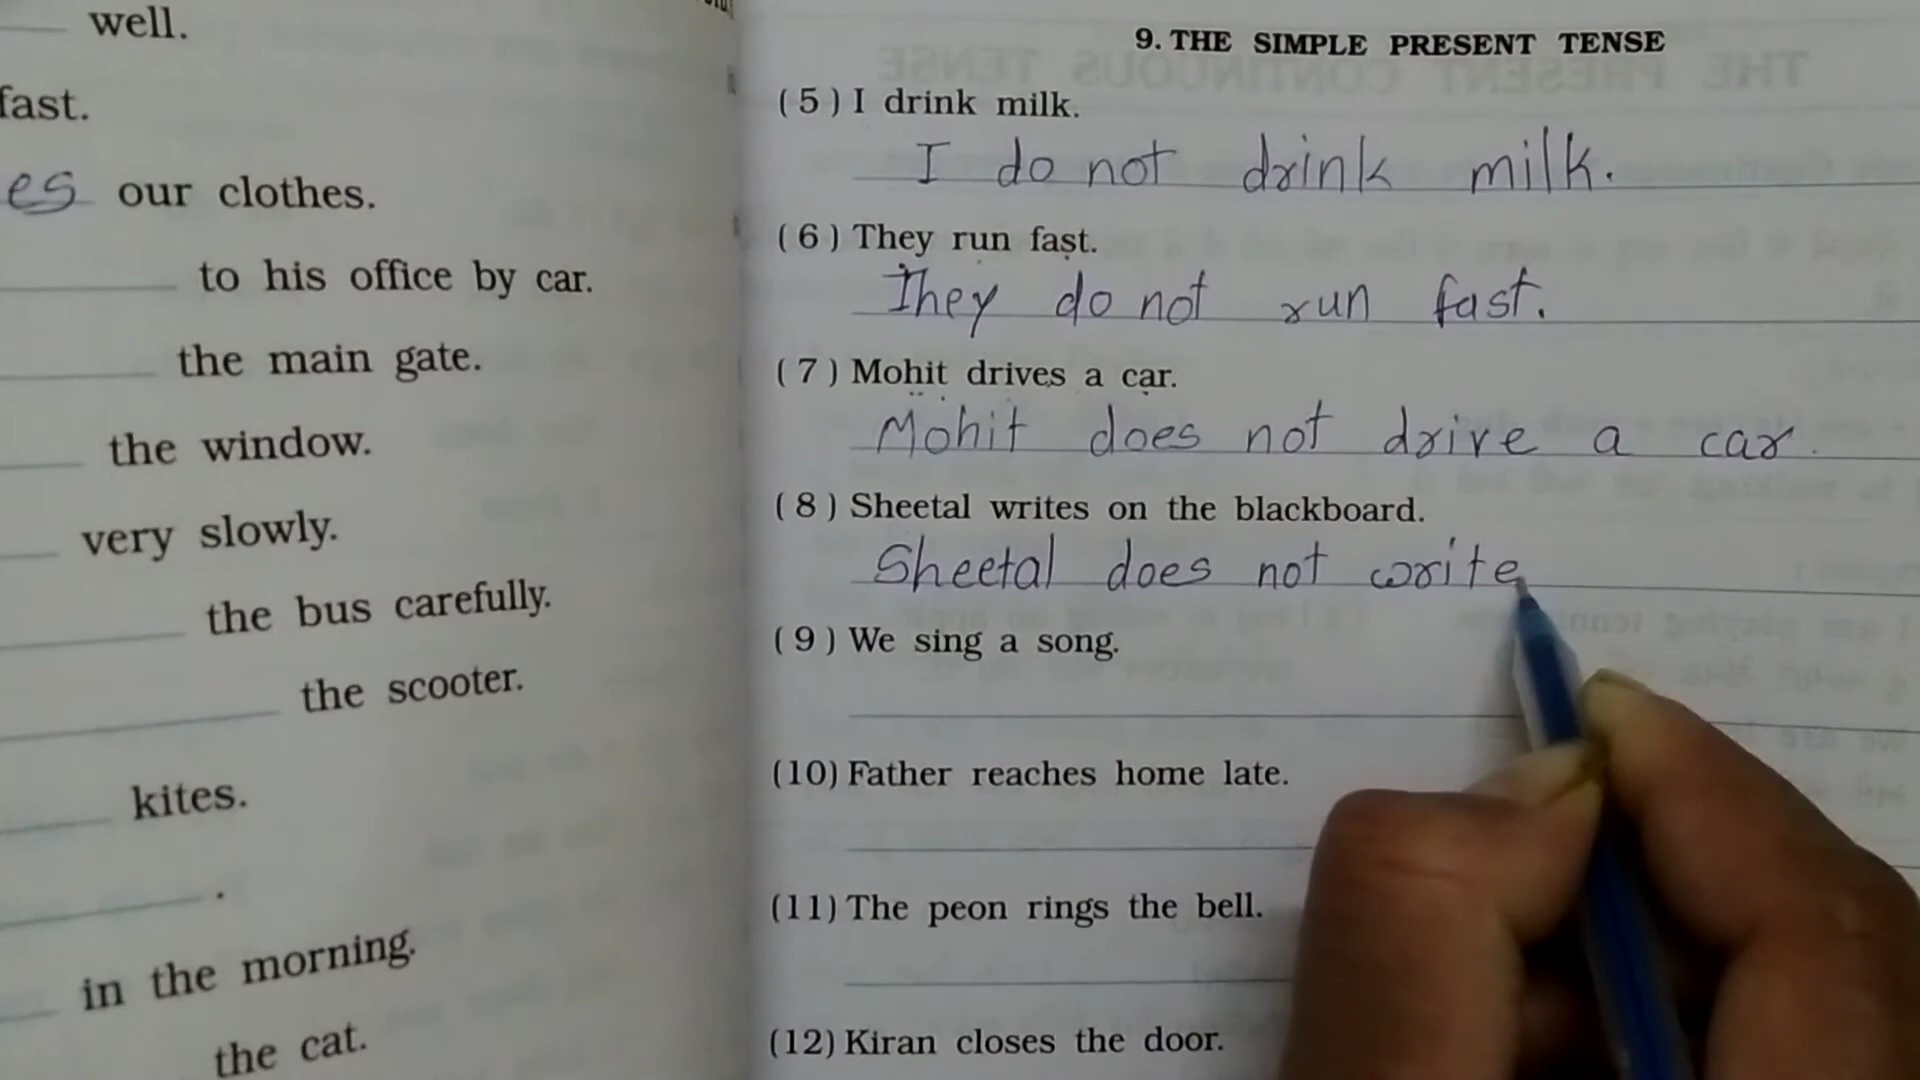 well.
fast.
es our clothes.
to his office by car.
the main gate.
the window.
very slowly.
the bus carefully.
the scooter.
kites.
.
in the morning.
the cat.
9. THE SIMPLE PRESENT TENSE
(5) I drink milk.
I do not drink milk.
(6) They run fast.
They do not run fast.
(7) Mohit drives a car.
Mohit does not drive a car.
(8) Sheetal writes on the blackboard.
Sheetal does not write
(9) We sing a song.
(10) Father reaches home late.
(11) The peon rings the bell.
(12) Kiran closes the door.